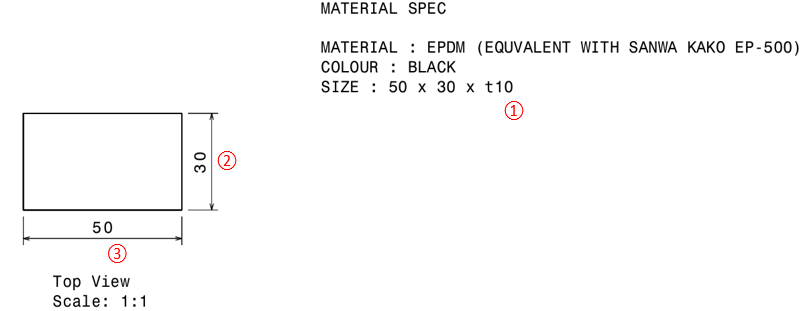 MATERIAL SPEC
MATERIAL : EPDM (EQUVALENT WITH SANWA KAKO EP-500)
COLOUR : BLACK
SIZE : 50 x 30 x t10
①
30 ②
50
③
Top View
Scale: 1:1